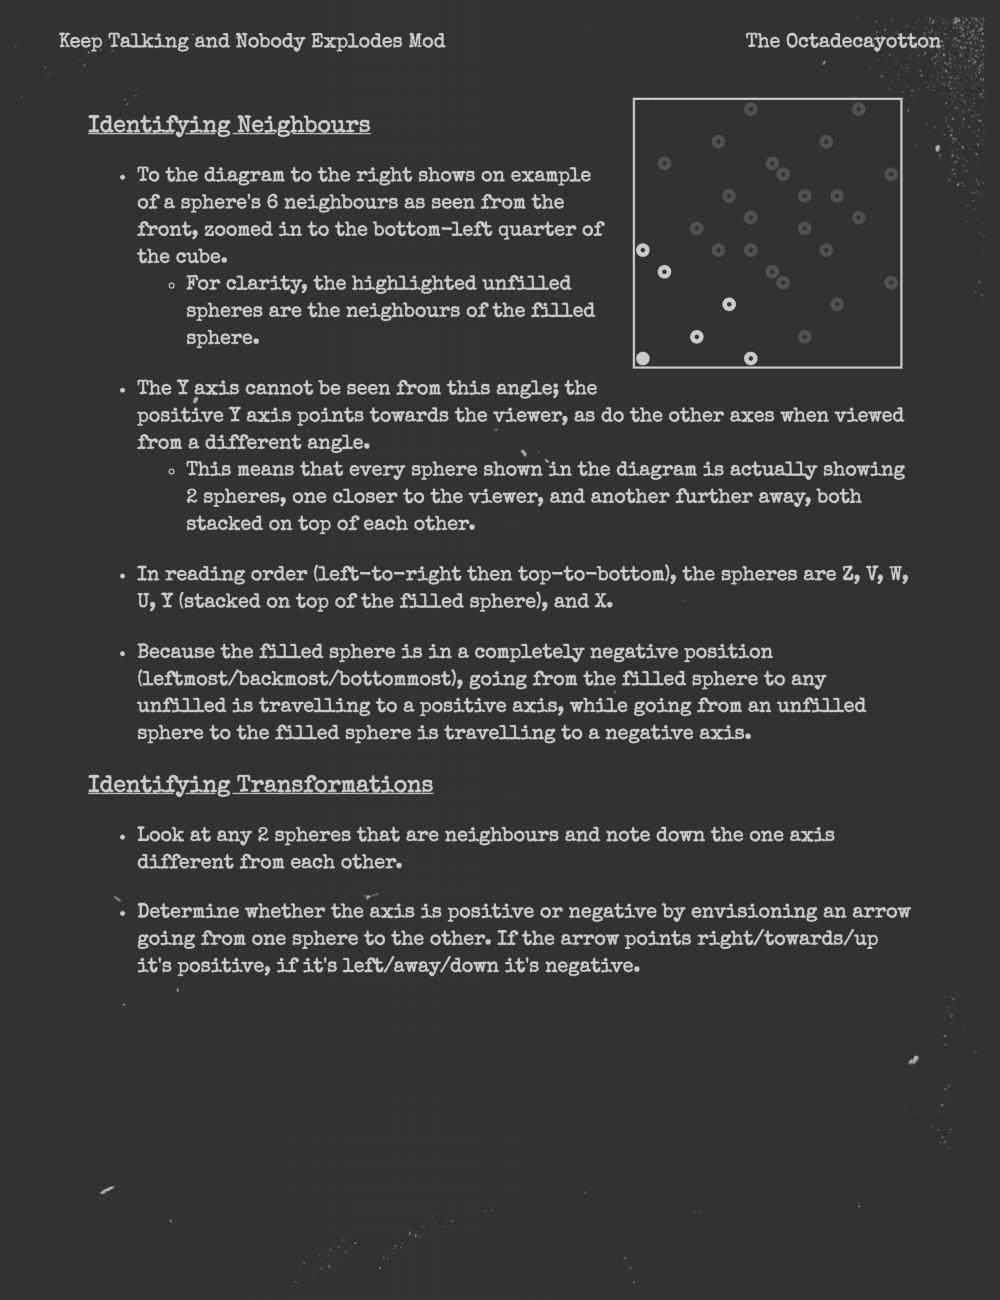 Keep Talking and Nobody Explodes Mod
The Octadecayotton
Identifying Neighbours
• To the diagram to the right shows on example
of a sphere's 6 neighbours as seen from the
front, zoomed in to the bottom-left quarter of
the cube.
◦ For clarity, the highlighted unfilled
spheres are the neighbours of the filled
sphere.
• The Y axis cannot be seen from this angle; the
positive Y axis points towards the viewer, as do the other axes when viewed
from a different angle.
◦ This means that every sphere shown in the diagram is actually showing
2 spheres, one closer to the viewer, and another further away, both
stacked on top of each other.
• In reading order (left-to-right then top-to-bottom), the spheres are Z, V, W,
U, Y (stacked on top of the filled sphere), and X.
• Because the filled sphere is in a completely negative position
(leftmost/backmost/bottommost), going from the filled sphere to any
unfilled is travelling to a positive axis, while going from an unfilled
sphere to the filled sphere is travelling to a negative axis.
Identifying Transformations
• Look at any 2 spheres that are neighbours and note down the one axis
different from each other.
• Determine whether the axis is positive or negative by envisioning an arrow
going from one sphere to the other. If the arrow points right/towards/up
it's positive, if it's left/away/down it's negative.